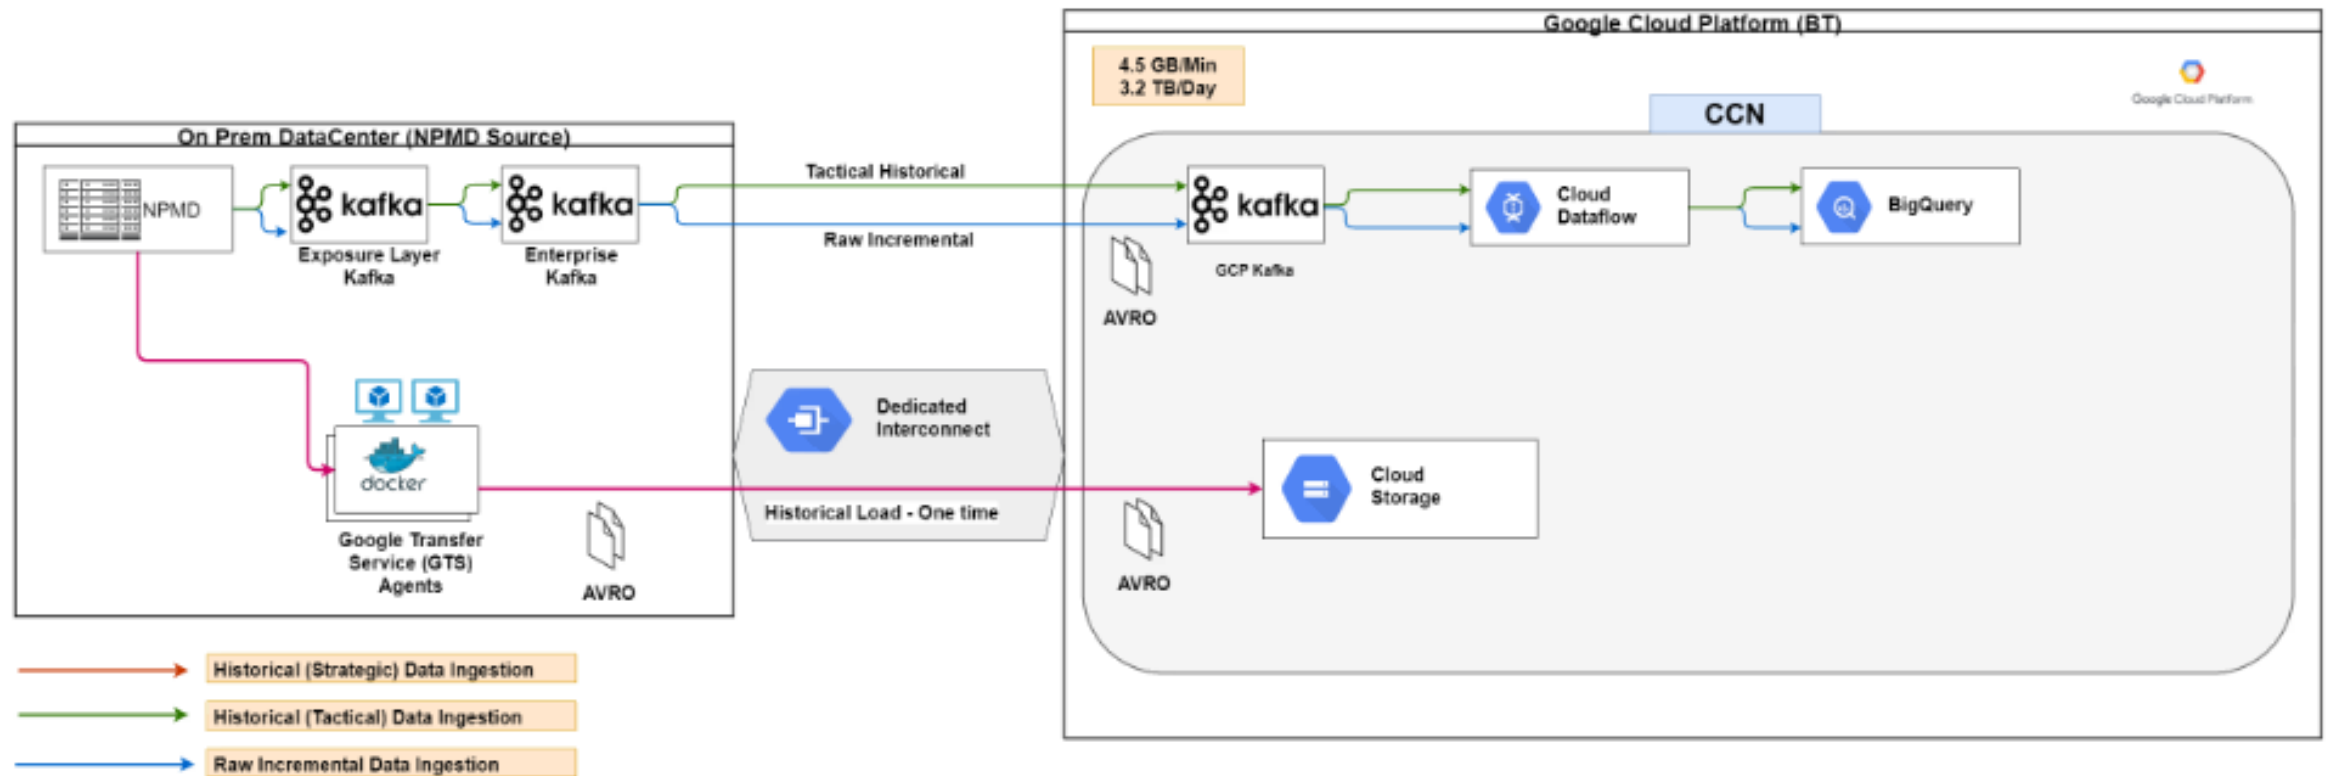 Google Cloud Platform (BT)
4.5 GB/Min
3.2 TB/Day
Google Cloud Platform
CCN
On Prem DataCenter (NPMD Source)
NPMD
kafka
Exposure Layer
Kafka
kafka
Enterprise
Kafka
Tactical Historical
Raw Incremental
kafka
GCP Kafka
AVRO
Cloud
Dataflow
BigQuery
docker
Google Transfer
Service (GTS)
Agents
AVRO
Dedicated
Interconnect
Historical Load - One time
AVRO
Cloud
Storage
Historical (Strategic) Data Ingestion
Historical (Tactical) Data Ingestion
Raw Incremental Data Ingestion